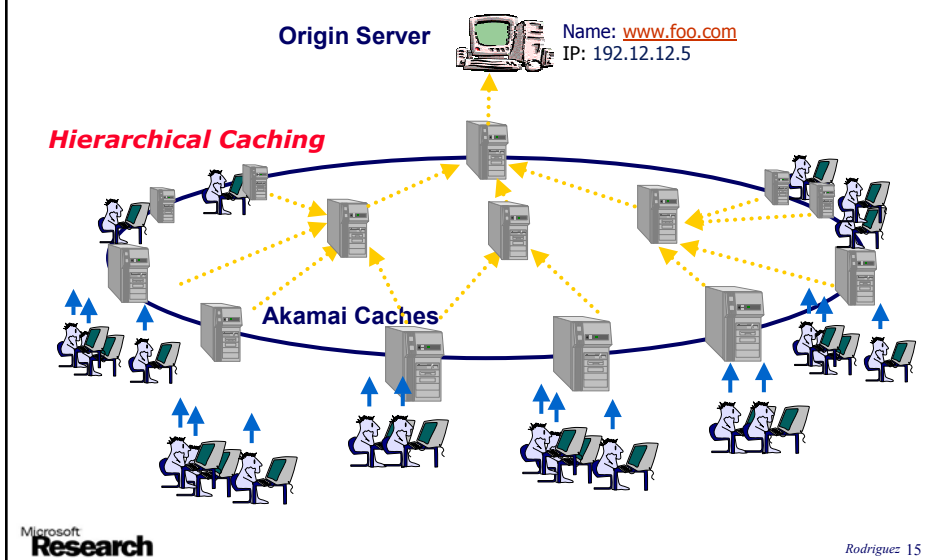 Origin Server
Name: www.foo.com
IP: 192.12.12.5
Hierarchical Caching
Akamai Caches
Microsoft
Research
Rodriguez 15